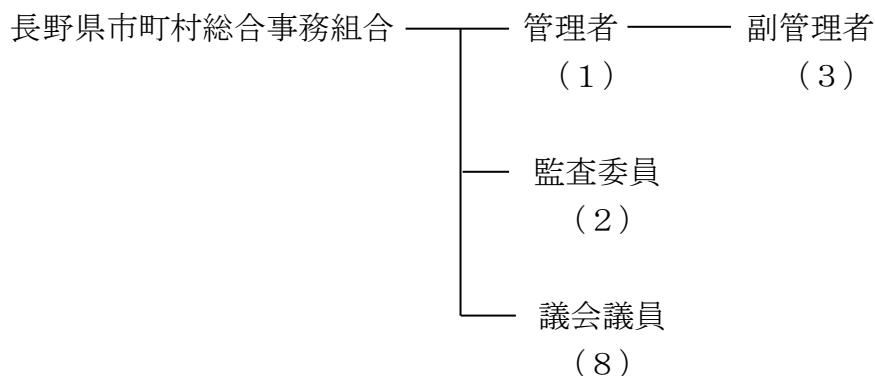 長野県市町村総合事務組合 管理者 副管理者
（１） （３）
監査委員
（２）
議会議員
（８）